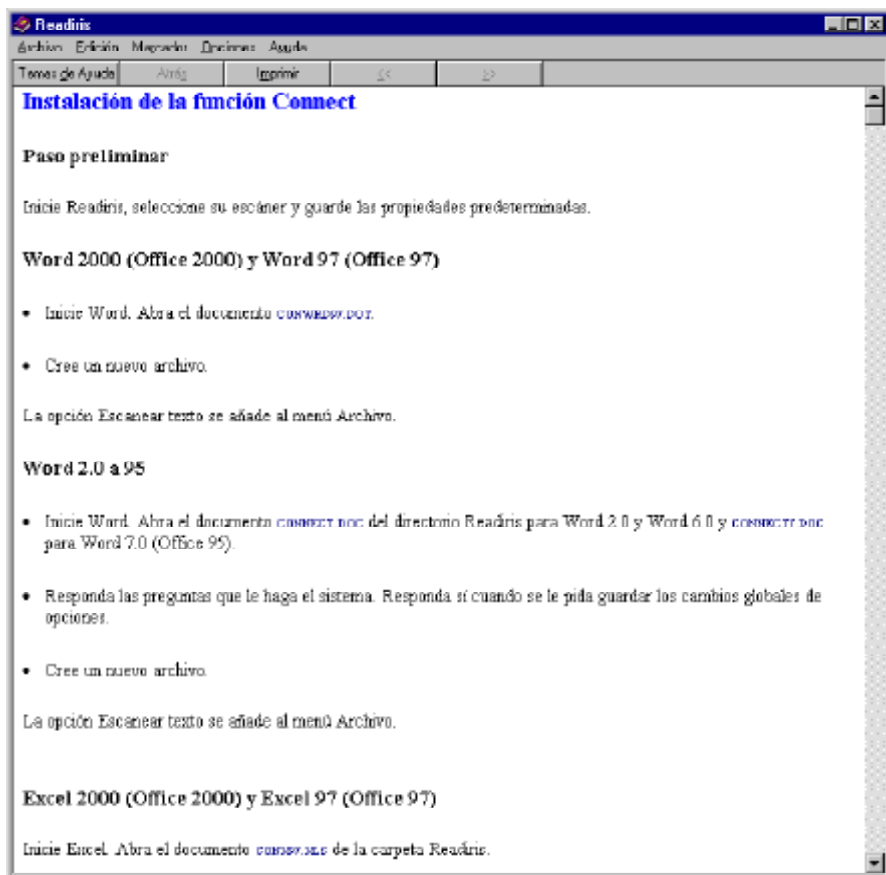 Readiris
Archivo Edición Marcador Opciones Ayuda
Temas de Ayuda Atrás Imprimir << >>
Instalación de la función Connect
Paso preliminar
Inicie Readiris, seleccione su escáner y guarde las propiedades predeterminadas.
Word 2000 (Office 2000) y Word 97 (Office 97)
• Inicie Word. Abra el documento
• Cree un nuevo archivo.
La opción Escanear texto se añade al menú Archivo.
Word 2.0 a 95
• Inicie Word. Abra el documento CONNECT.DOC del directorio Readiris para Word 2.0 y Word 6.0 y
para Word 7.0 (Office 95).
• Responda las preguntas que le haga el sistema. Responda sí cuando se le pida guardar los cambios globales de
opciones.
• Cree un nuevo archivo.
La opción Escanear texto se añade al menú Archivo.
Excel 2000 (Office 2000) y Excel 97 (Office 97)
Inicie Excel. Abra el documento de la carpeta Readiris.